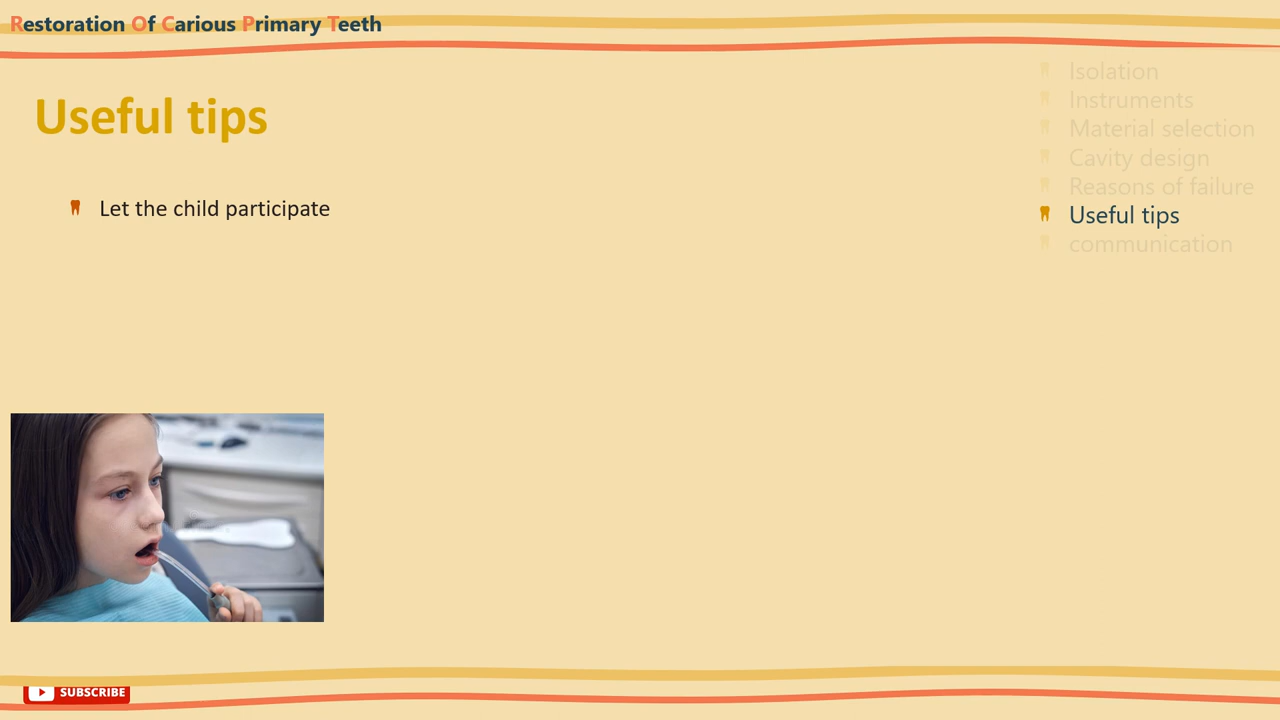 Restoration Of Carious Primary Teeth
Useful tips
Let the child participate
Isolation
Instruments
Material selection
Cavity design
Reasons of failure
Useful tips
communication
SUBSCRIBE